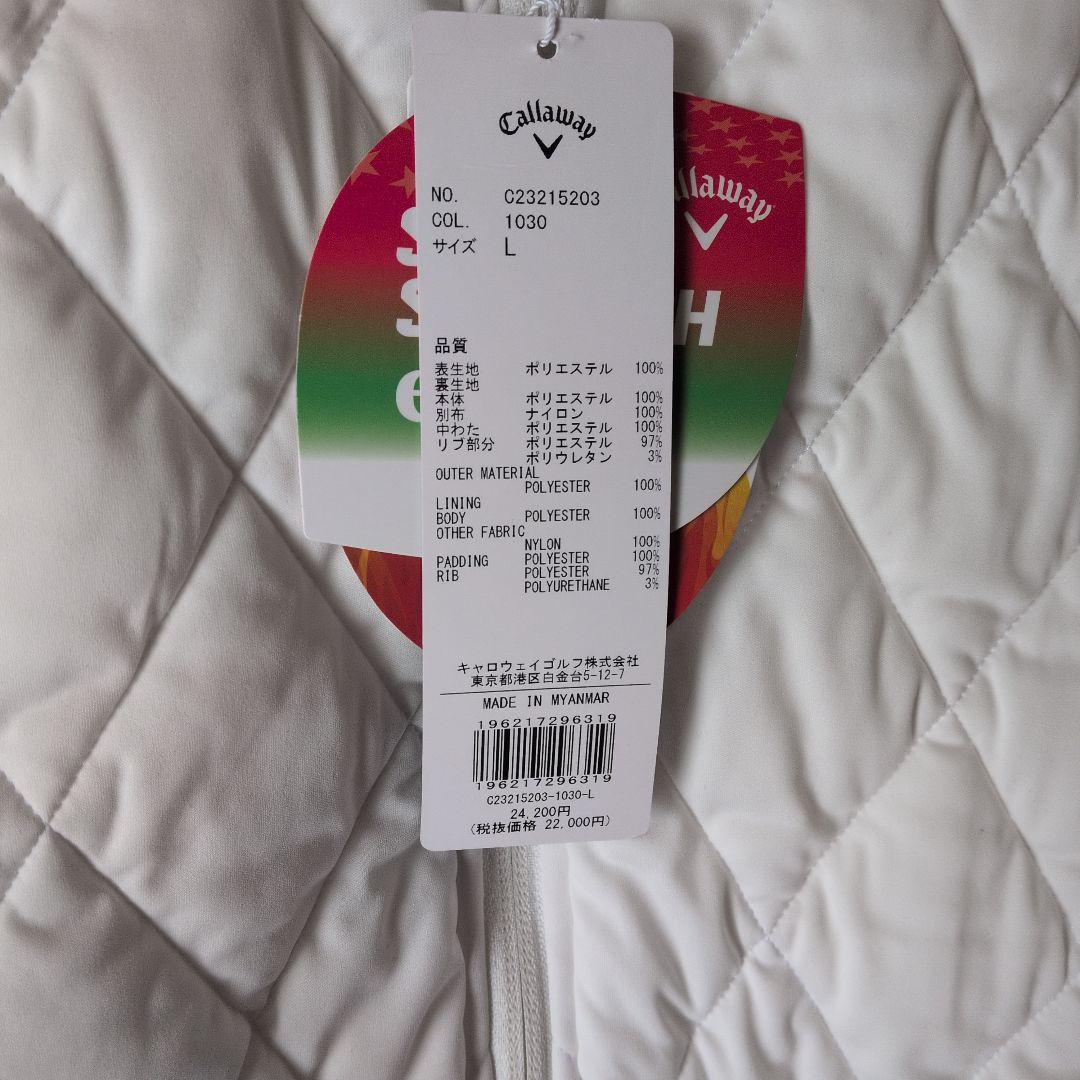 Callaway
NO. C23215203
COL. 1030
サイズ L
品質
表生地 ポリエステル 100%
裏生地
本体 ポリエステル 100%
別布 ナイロン 100%
中わた ポリエステル 100%
リブ部分 ポリエステル 97%
ポリウレタン 3%
OUTER MATERIAL
POLYESTER 100%
LINING
BODY POLYESTER 100%
OTHER FABRIC
NYLON 100%
PADDING POLYESTER 100%
RIB POLYESTER 97%
POLYURETHANE 3%
キャロウェイゴルフ株式会社
東京都港区白金台5-12-7
MADE IN MYANMAR
196217296319
196217296319
C23215203-1030-L
24,200円
(税抜価格 22,000円)
allaway
H